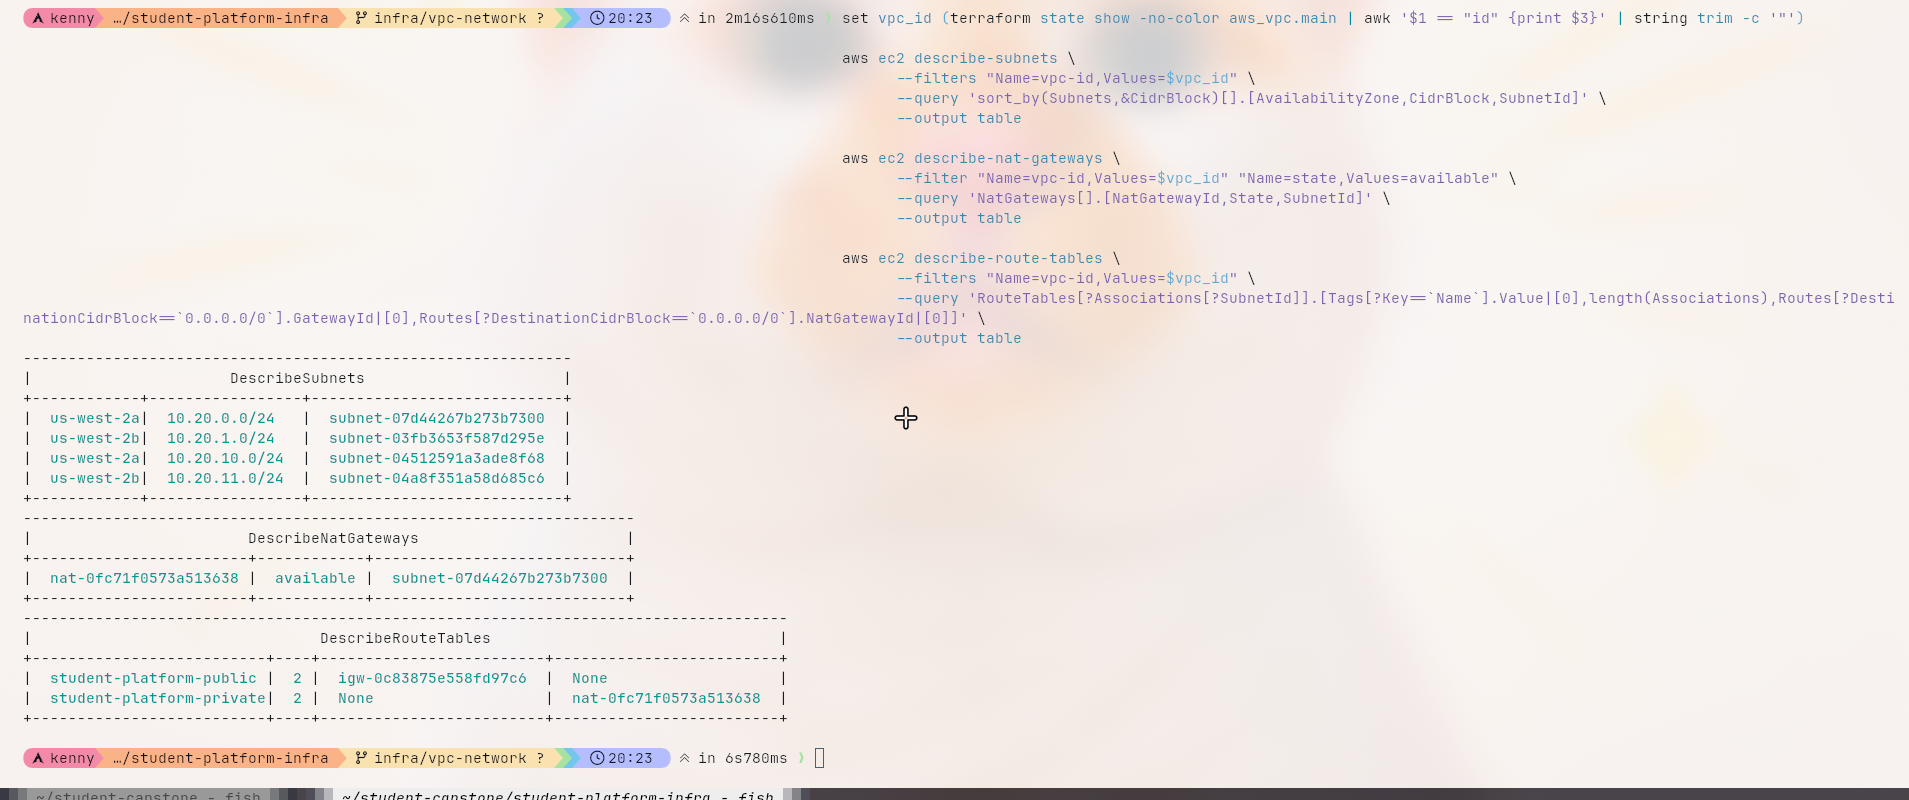 kenny …/student-platform-infra infra/vpc-network ? 20:23 in 2m16s610ms ❯ set vpc_id (terraform state show -no-color aws_vpc.main | awk '$1 == "id" {print $3}' | string trim -c '"')
aws ec2 describe-subnets \
--filters "Name=vpc-id,Values=$vpc_id" \
--query 'sort_by(Subnets,&CidrBlock)[].[AvailabilityZone,CidrBlock,SubnetId]' \
--output table
aws ec2 describe-nat-gateways \
--filter "Name=vpc-id,Values=$vpc_id" "Name=state,Values=available" \
--query 'NatGateways[].[NatGatewayId,State,SubnetId]' \
--output table
aws ec2 describe-route-tables \
--filters "Name=vpc-id,Values=$vpc_id" \
--query 'RouteTables[?Associations[?SubnetId]].[Tags[?Key==`Name`].Value|[0],length(Associations),Routes[?Desti
nationCidrBlock==`0.0.0.0/0`].GatewayId|[0],Routes[?DestinationCidrBlock==`0.0.0.0/0`].NatGatewayId|[0]]' \
--output table
-------------------------------------------------------------
|                      DescribeSubnets                      |
+------------+-----------------+----------------------------+
|  us-west-2a|  10.20.0.0/24   |  subnet-07d44267b273b7300  |
|  us-west-2b|  10.20.1.0/24   |  subnet-03fb3653f587d295e  |
|  us-west-2a|  10.20.10.0/24  |  subnet-04512591a3ade8f68  |
|  us-west-2b|  10.20.11.0/24  |  subnet-04a8f351a58d685c6  |
+------------+-----------------+----------------------------+
--------------------------------------------------------------------
|                        DescribeNatGateways                       |
+------------------------+------------+----------------------------+
|  nat-0fc71f0573a513638 |  available |  subnet-07d44267b273b7300  |
+------------------------+------------+----------------------------+
-------------------------------------------------------------------------------------
|                                DescribeRouteTables                                |
+--------------------------+----+-------------------------+-------------------------+
|  student-platform-public |  2 |  igw-0c83875e558fd97c6  |  None                   |
|  student-platform-private|  2 |  None                   |  nat-0fc71f0573a513638  |
+--------------------------+----+-------------------------+-------------------------+
kenny …/student-platform-infra infra/vpc-network ? 20:23 in 6s780ms ❯
~/student-capstone - fish ~/student-capstone/student-platform-infra - fish